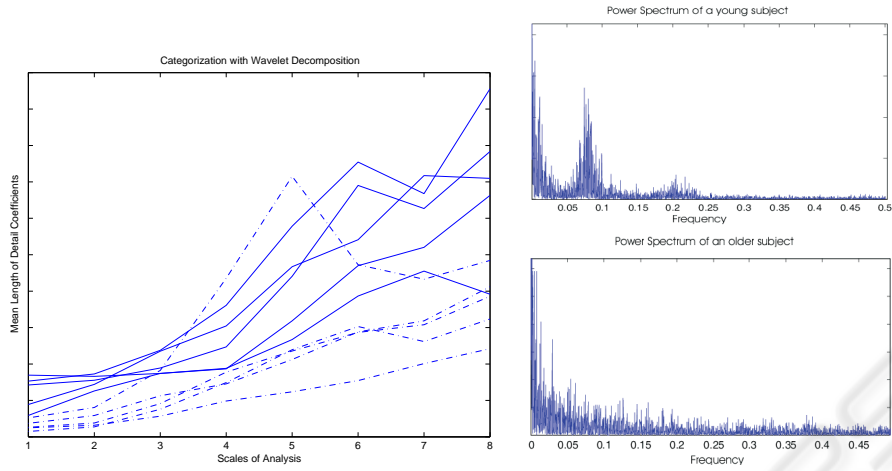 Categorization with Wavelet Decomposition
Mean Length of Detail Coefficients
1 2 3 4 5 6 7 8
Scales of Analysis
Power Spectrum of a young subject
0.05 0.1 0.15 0.2 0.25 0.3 0.35 0.4 0.45 0.5
Frequency
Power Spectrum of an older subject
0 0.05 0.1 0.15 0.2 0.25 0.3 0.35 0.4 0.45
Frequency